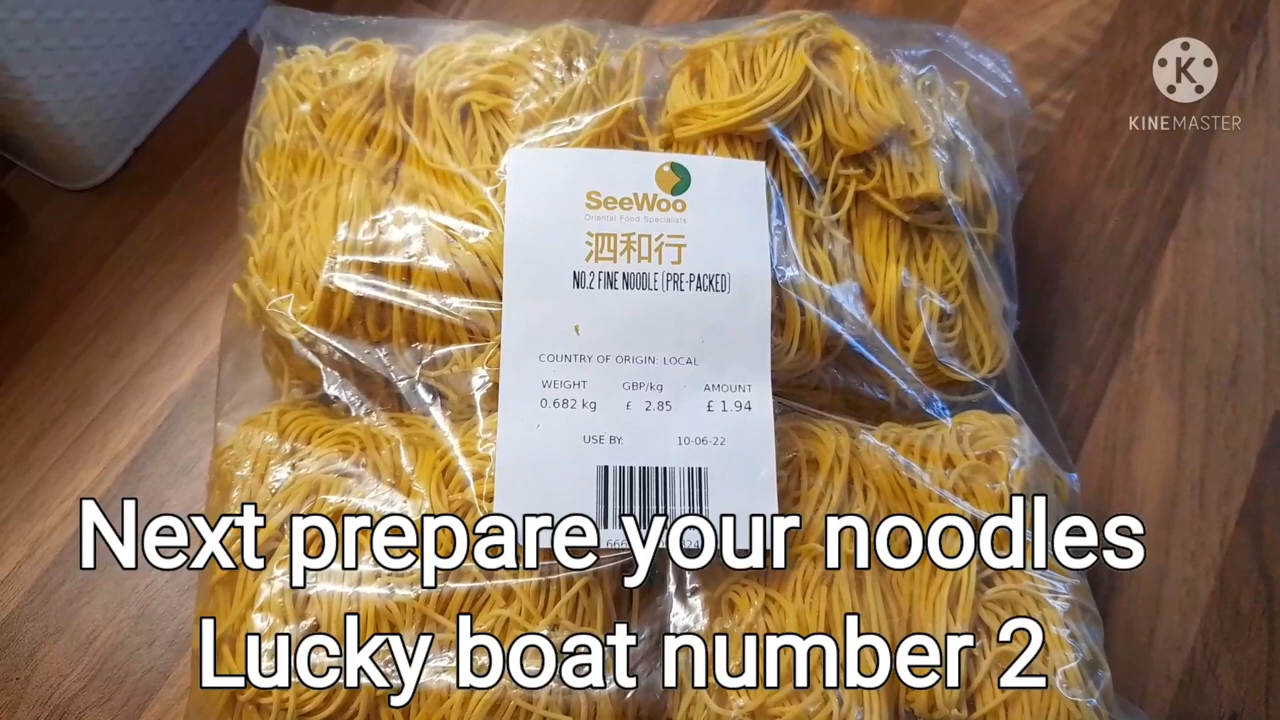 KINEMASTER
SeeWoo
Oriental Food Specialists
泗和行
NO.2 FINE NOODLE (PRE-PACKED)
COUNTRY OF ORIGIN: LOCAL
WEIGHT GBP/kg AMOUNT
0.682 kg £ 2.85 £ 1.94
USE BY: 10-06-22
Next prepare your noodles
Lucky boat number 2